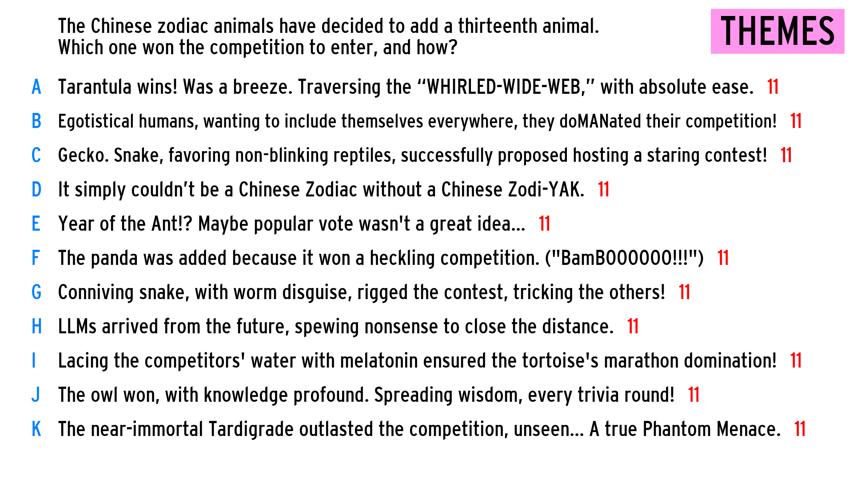 The Chinese zodiac animals have decided to add a thirteenth animal.
Which one won the competition to enter, and how?
THEMES
A Tarantula wins! Was a breeze. Traversing the “WHIRLED-WIDE-WEB,” with absolute ease. 11
B Egotistical humans, wanting to include themselves everywhere, they doMANated their competition! 11
C Gecko. Snake, favoring non-blinking reptiles, successfully proposed hosting a staring contest! 11
D It simply couldn’t be a Chinese Zodiac without a Chinese Zodi-YAK. 11
E Year of the Ant!? Maybe popular vote wasn't a great idea... 11
F The panda was added because it won a heckling competition. ("BamBOOOOOO!!!") 11
G Conniving snake, with worm disguise, rigged the contest, tricking the others! 11
H LLMs arrived from the future, spewing nonsense to close the distance. 11
I Lacing the competitors' water with melatonin ensured the tortoise's marathon domination! 11
J The owl won, with knowledge profound. Spreading wisdom, every trivia round! 11
K The near-immortal Tardigrade outlasted the competition, unseen... A true Phantom Menace. 11